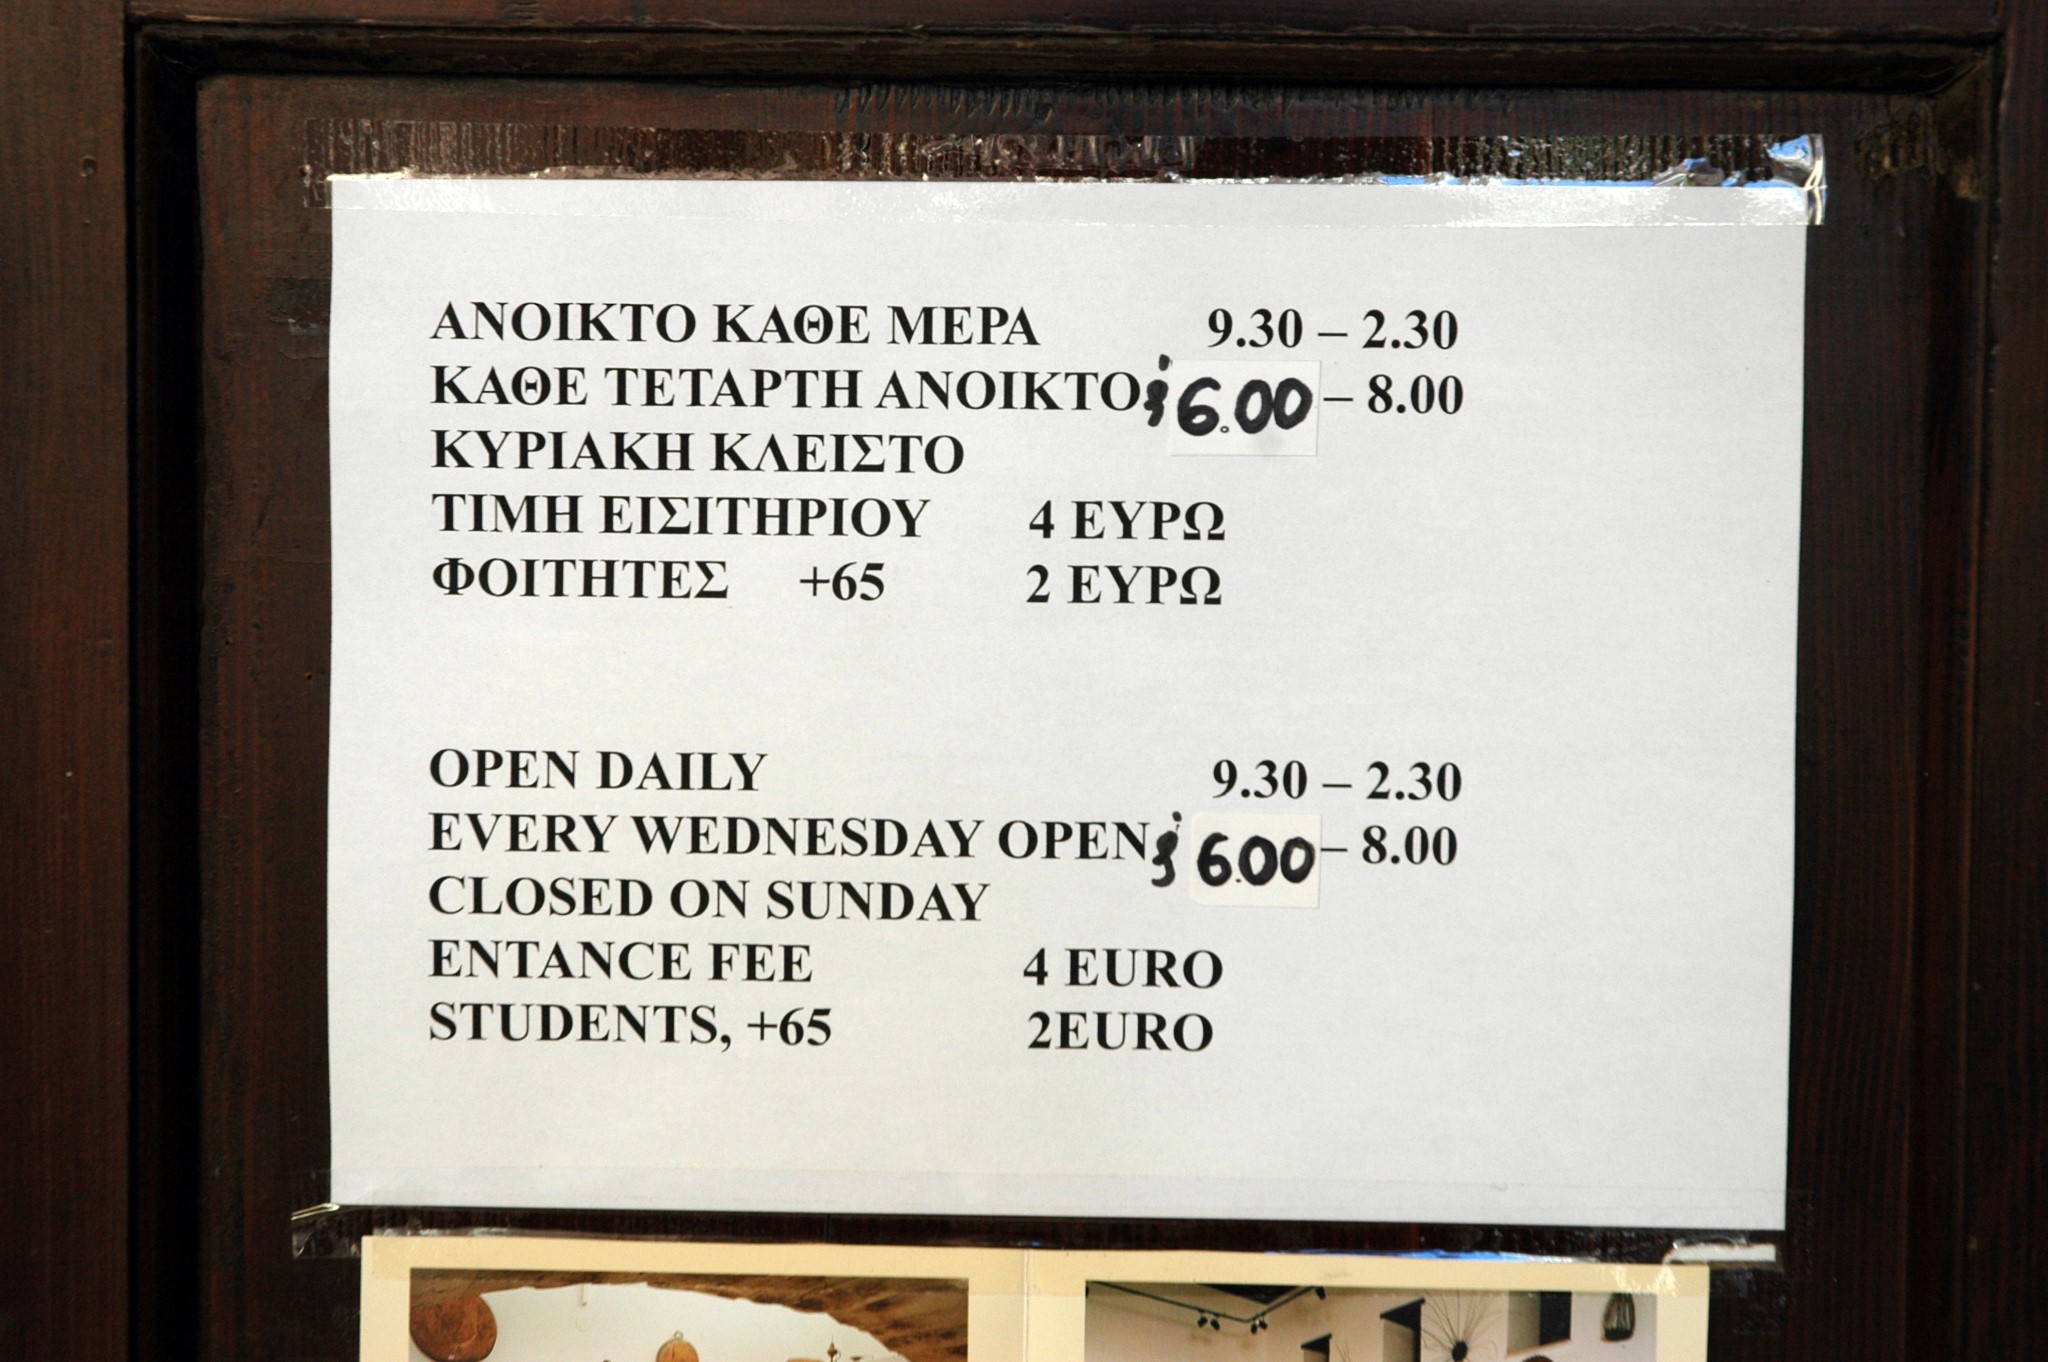 ΑΝΟΙΚΤΟ ΚΑΘΕ ΜΕΡΑ 9.30 – 2.30
ΚΑΘΕ ΤΕΤΑΡΤΗ ΑΝΟΙΚΤΟ 6.00 – 8.00
ΚΥΡΙΑΚΗ ΚΛΕΙΣΤΟ
ΤΙΜΗ ΕΙΣΙΤΗΡΙΟΥ 4 ΕΥΡΩ
ΦΟΙΤΗΤΕΣ +65 2 ΕΥΡΩ
OPEN DAILY 9.30 – 2.30
EVERY WEDNESDAY OPEN 6.00 – 8.00
CLOSED ON SUNDAY
ENTANCE FEE 4 EURO
STUDENTS, +65 2EURO